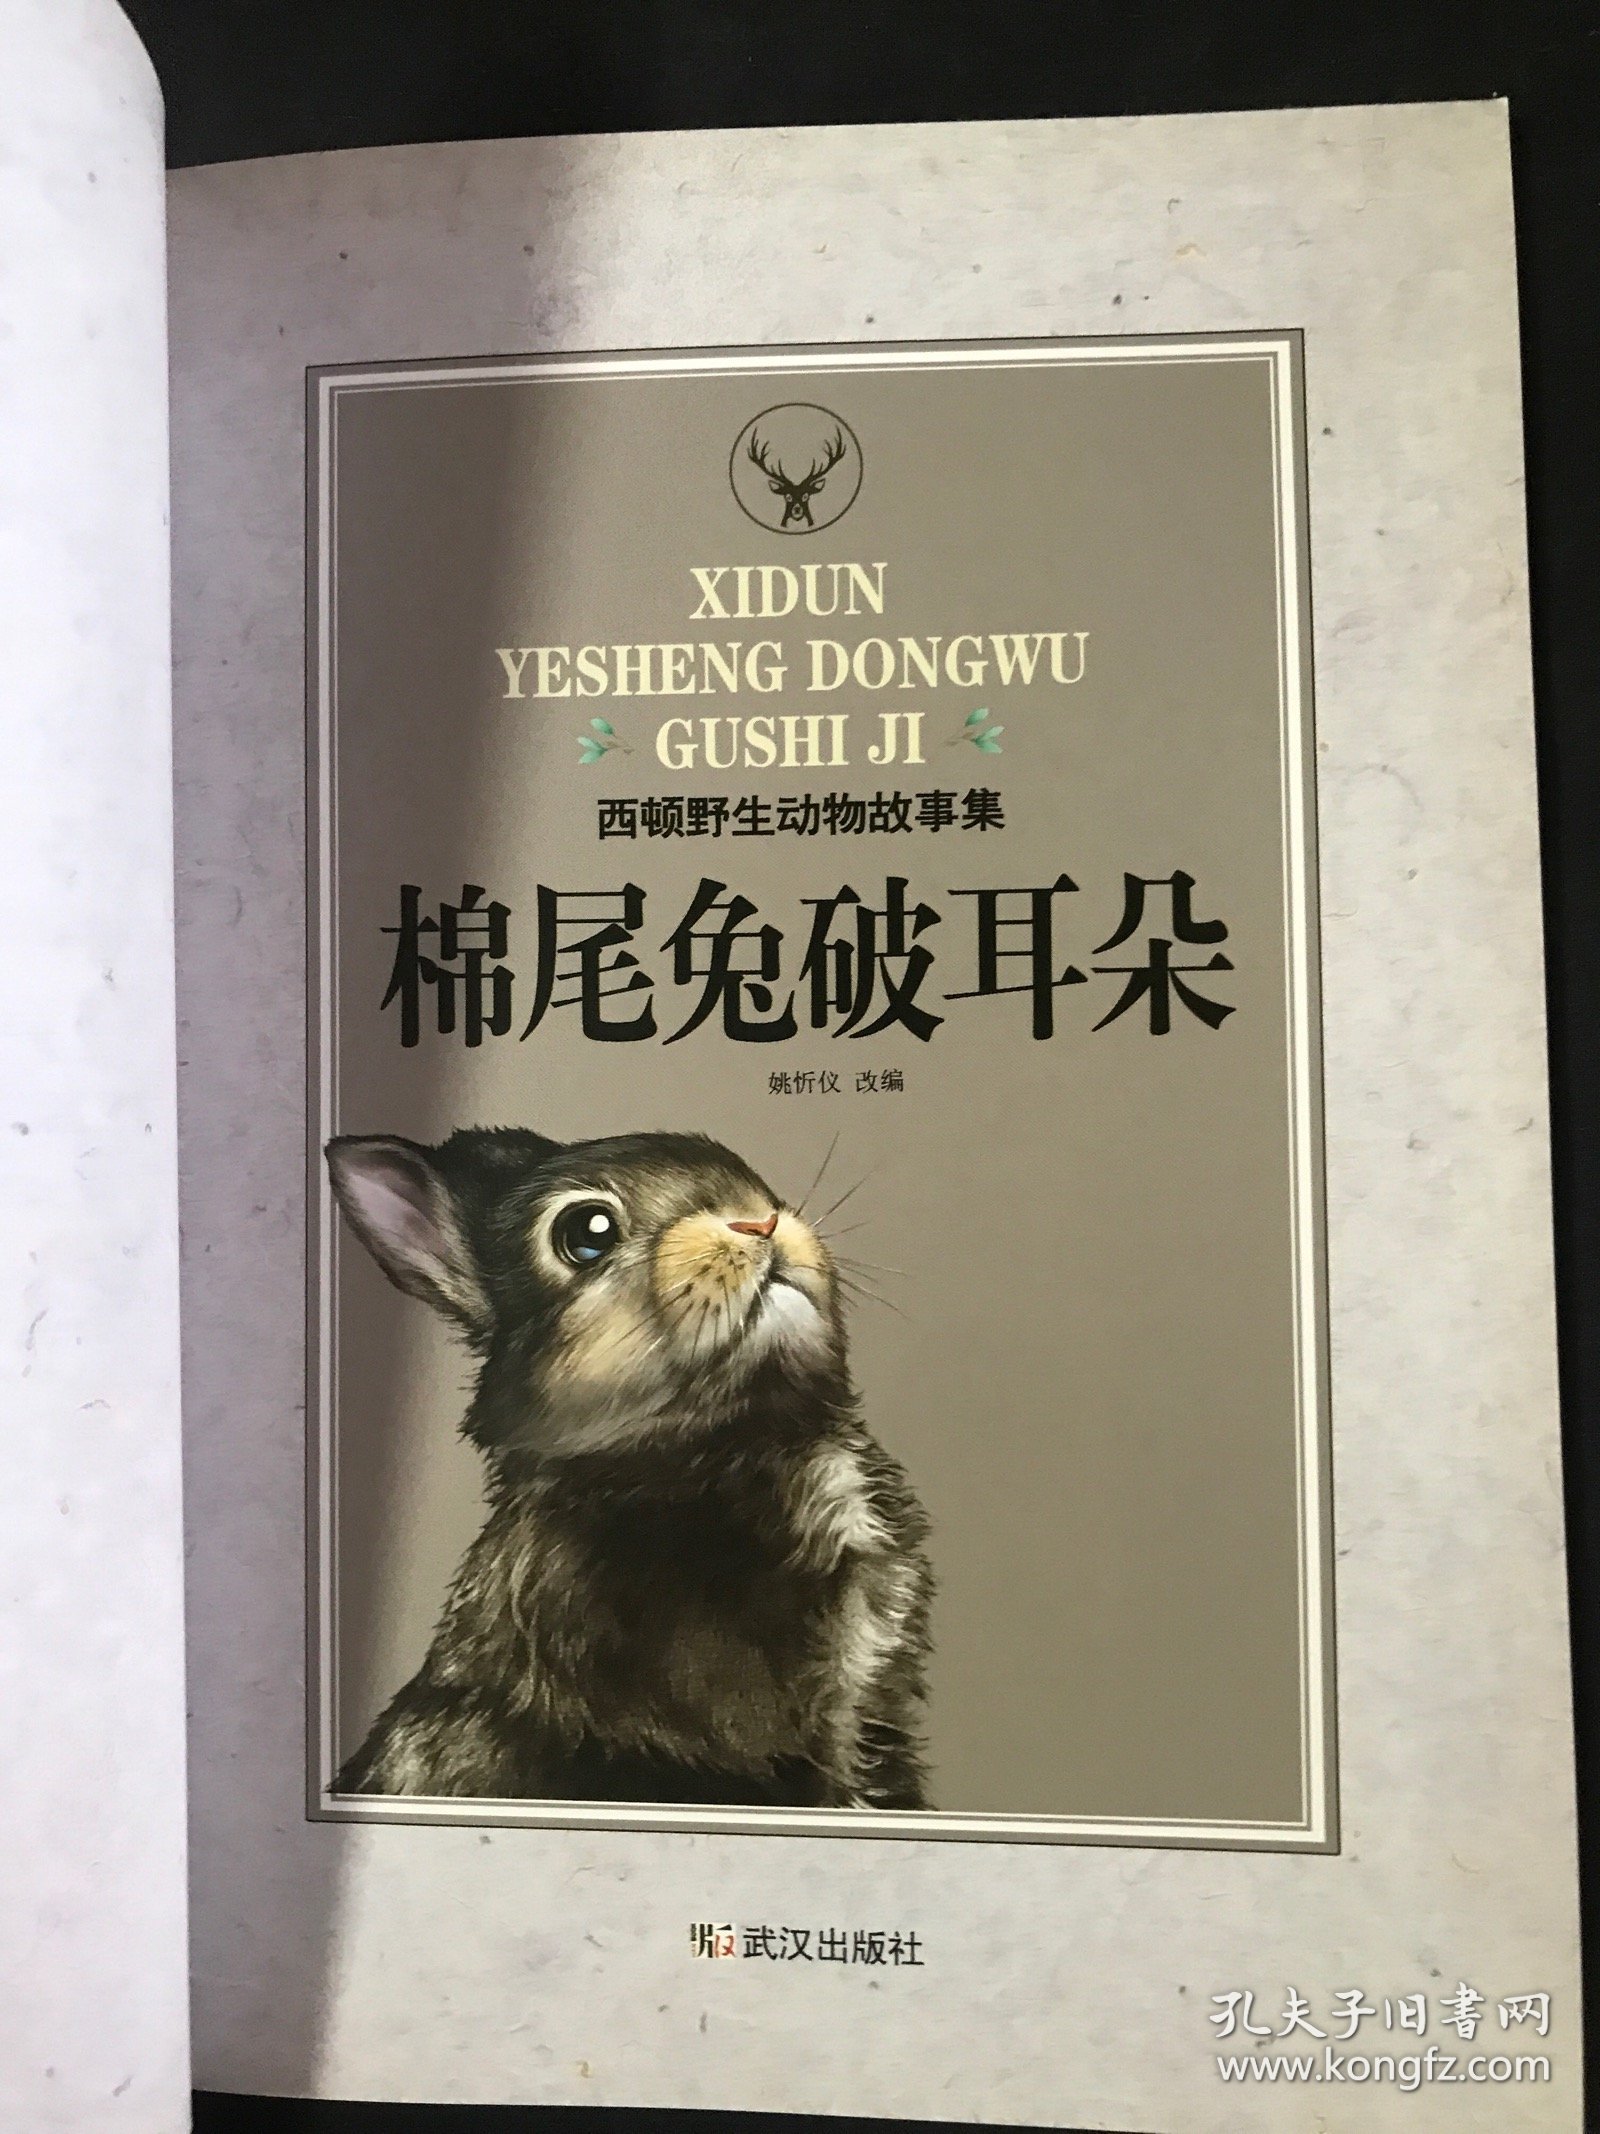 XIDUN
YESHENG DONGWU
GUSHI JI
西顿野生动物故事集
棉尾兔破耳朵
姚忻仪 改编
武汉出版社
孔夫子旧书网
www.kongfz.com